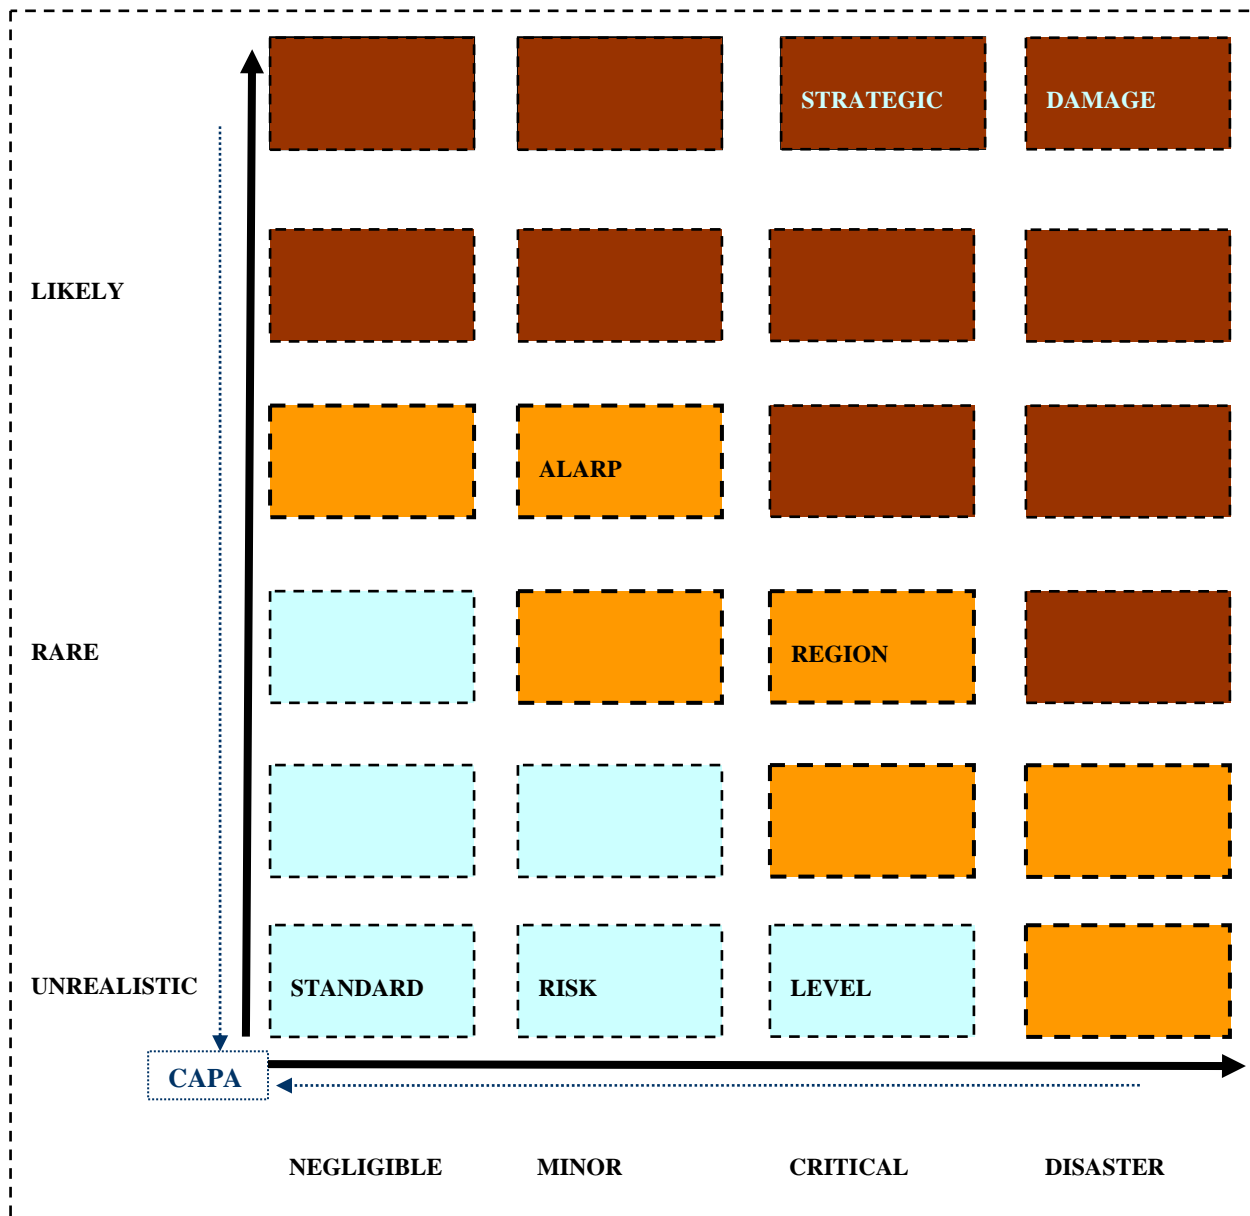 STRATEGIC DAMAGE
LIKELY
ALARP
RARE REGION
UNREALISTIC STANDARD RISK LEVEL
CAPA
NEGLIGIBLE MINOR CRITICAL DISASTER